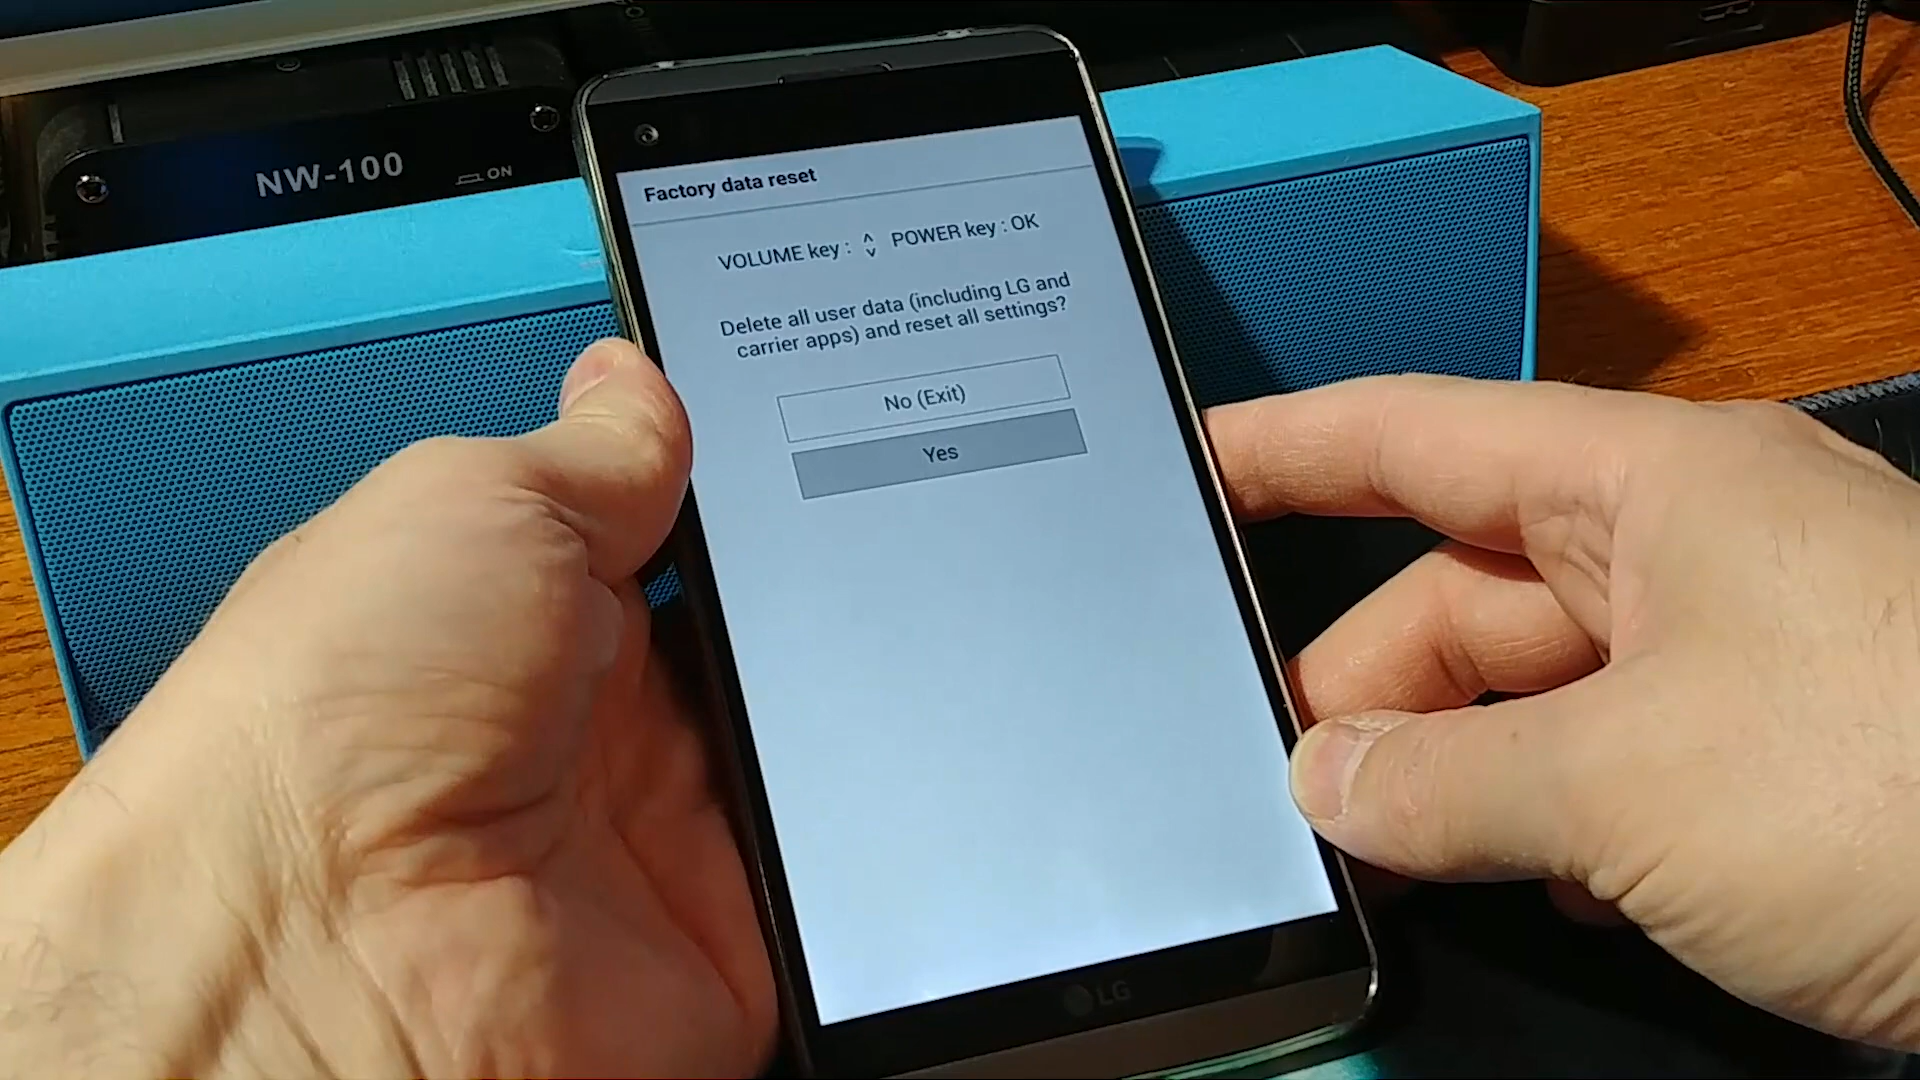 NW-100
ON
Factory data reset
VOLUME key : POWER key : OK
Delete all user data (including LG and
carrier apps) and reset all settings?
No (Exit)
Yes
LG